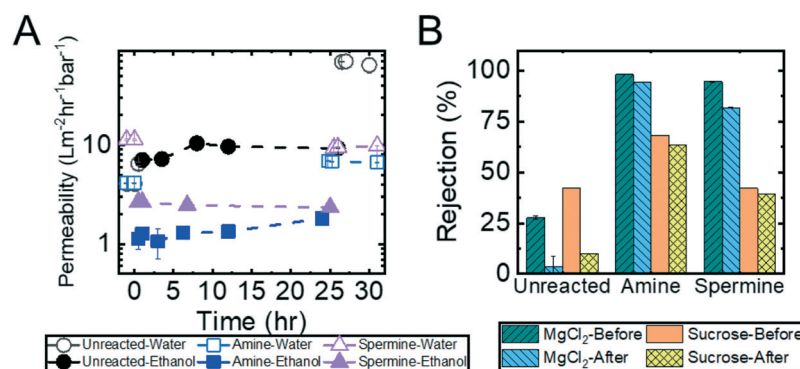 A
Permeability (Lm⁻²hr⁻¹bar⁻¹)
10
1
0 5 10 15 20 25 30
Time (hr)
Unreacted-Water Amine-Water Spermine-Water
Unreacted-Ethanol Amine-Ethanol Spermine-Ethanol
B
Rejection (%)
100
75
50
25
0
Unreacted Amine Spermine
MgCl₂-Before Sucrose-Before
MgCl₂-After Sucrose-After